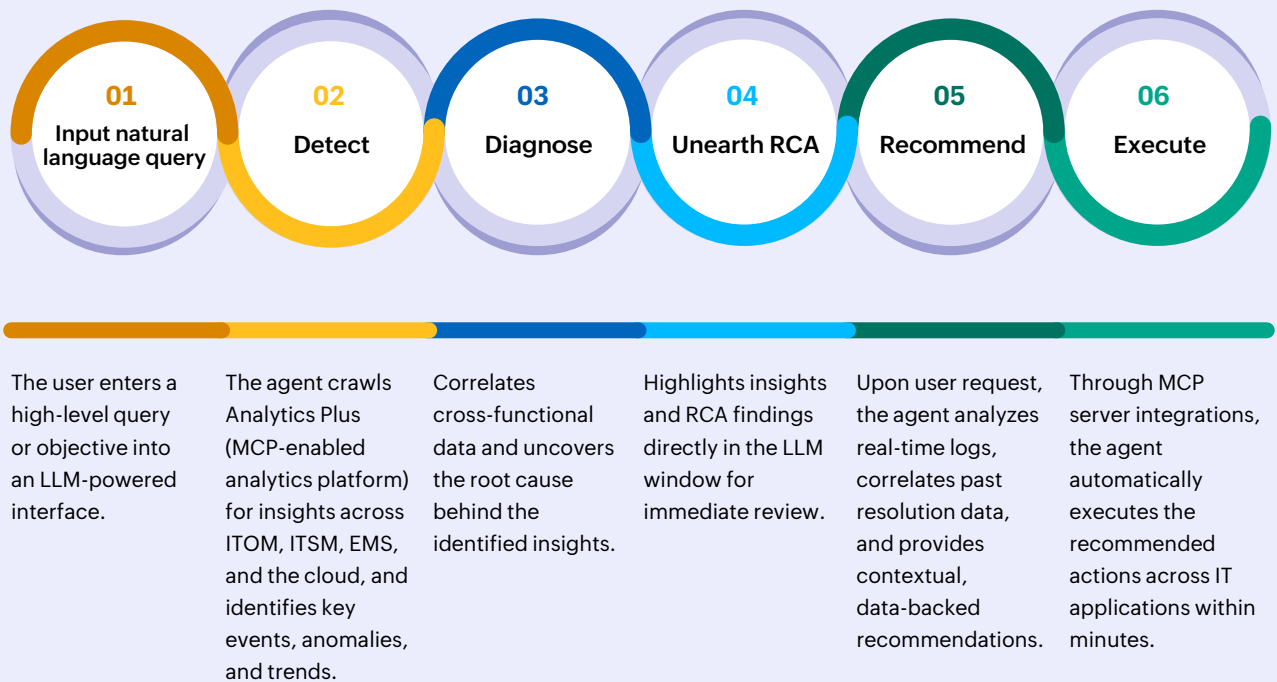 01
Input natural
language query
02
Detect
03
Diagnose
04
Unearth RCA
05
Recommend
06
Execute
The user enters a
high-level query
or objective into
an LLM-powered
interface.
The agent crawls
Analytics Plus
(MCP-enabled
analytics platform)
for insights across
ITOM, ITSM, EMS,
and the cloud, and
identifies key
events, anomalies,
and trends.
Correlates
cross-functional
data and uncovers
the root cause
behind the
identified insights.
Highlights insights
and RCA findings
directly in the LLM
window for
immediate review.
Upon user request,
the agent analyzes
real-time logs,
correlates past
resolution data,
and provides
contextual,
data-backed
recommendations.
Through MCP
server integrations,
the agent
automatically
executes the
recommended
actions across IT
applications within
minutes.